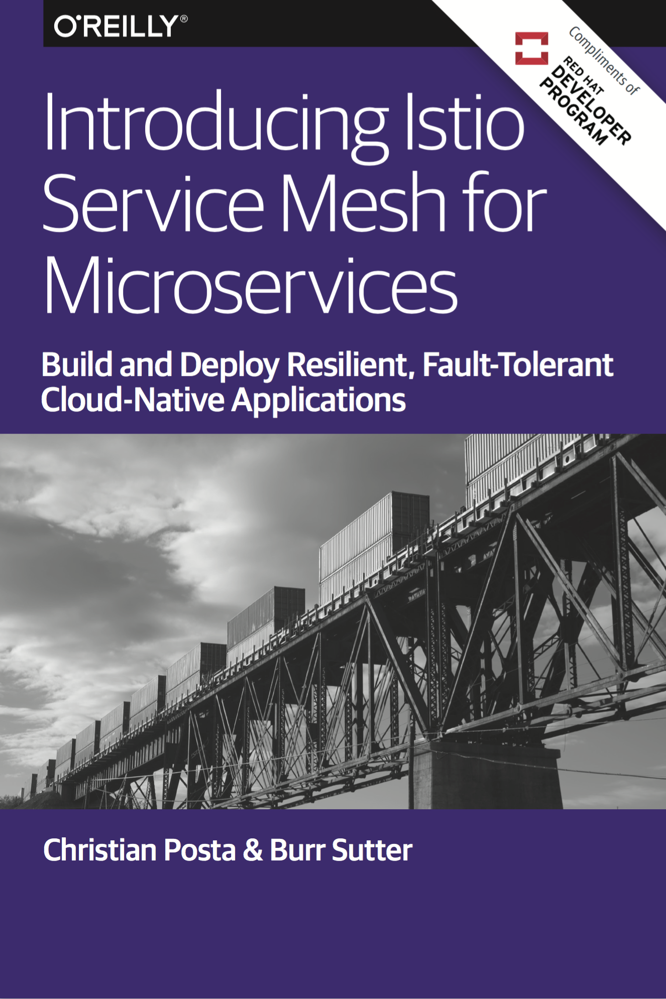 O'REILLY®
Compliments of
RED HAT
DEVELOPER
PROGRAM
Introducing Istio
Service Mesh for
Microservices
Build and Deploy Resilient, Fault-Tolerant
Cloud-Native Applications
Christian Posta & Burr Sutter